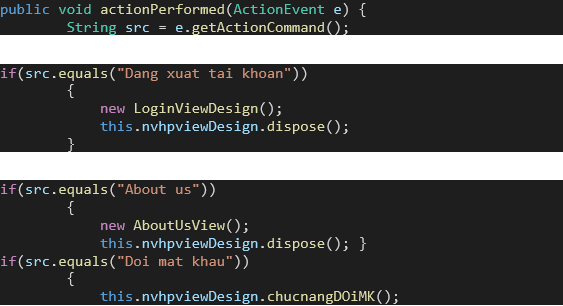 public void actionPerformed(ActionEvent e) {
String src = e.getActionCommand();
if(src.equals("Dang xuat tai khoan"))
{
new LoginViewDesign();
this.nvhpviewDesign.dispose();
}
if(src.equals("About us"))
{
new AboutUsView();
this.nvhpviewDesign.dispose(); }
if(src.equals("Doi mat khau"))
{
this.nvhpviewDesign.chucnangDOiMK();